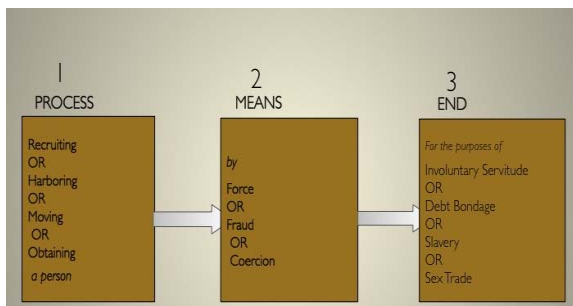 1
PROCESS
Recruiting
OR
Harboring
OR
Moving
OR
Obtaining
a person
2
MEANS
by
Force
OR
Fraud
OR
Coercion
3
END
For the purposes of
Involuntary Servitude
OR
Debt Bondage
OR
Slavery
OR
Sex Trade